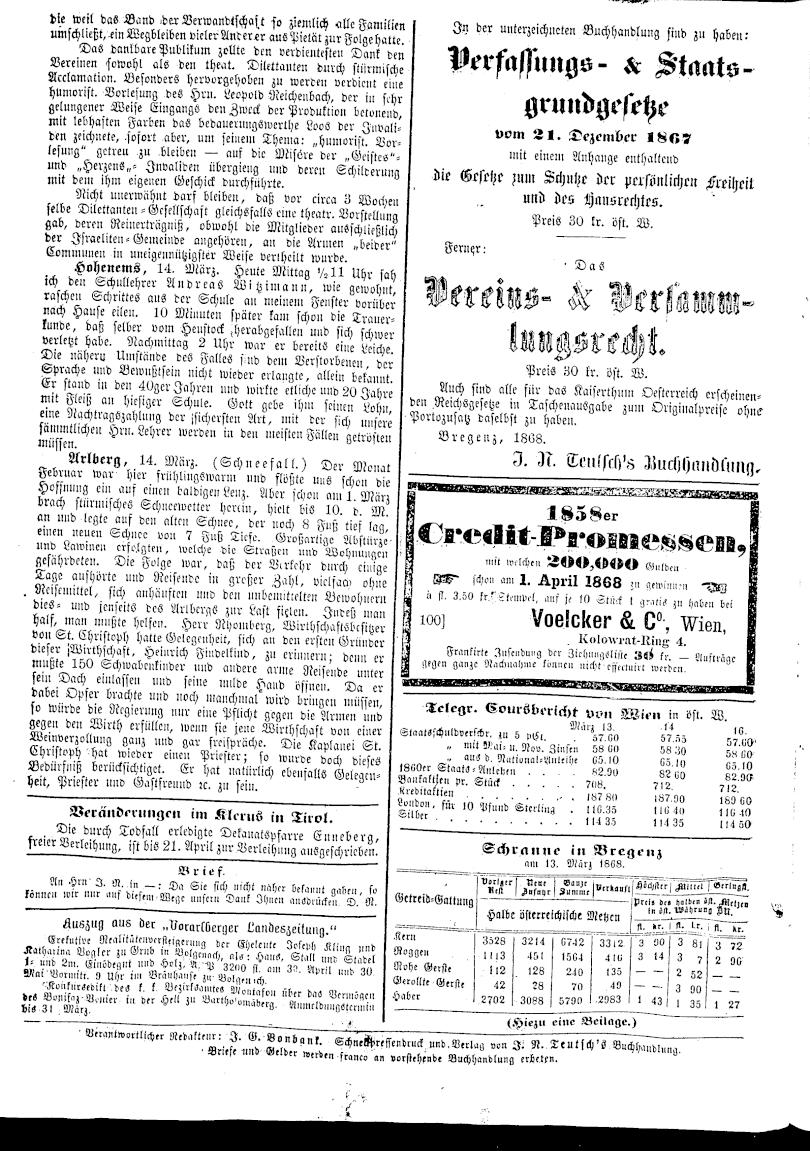 die weil das Band der Verwandtschaft so ziemlich alle Familien
umschließt, ein Wegbleiben vieler Anderer aus Pietät zur Folge hatte.
Das dankbare Publikum zollte den verdientesten Dank den
Vereinen sowohl als den theat. Dilettanten durch stürmische
Acclamation. Besonders hervorgehoben zu werden verdient eine
humorist. Vorlesung des Hrn. Leopold Reichenbach, der in sehr
gelungener Weise Eingangs den Zweck der Produktion betonend,
mit lebhaften Farben das bedauerungswerthe Loos der Invali-
den zeichnete, sofort aber, um seinem Thema: „humorist. Vor-
lesung“ getreu zu bleiben — auf die Misére der „Geistes“-
und „Herzens„- Invaliden übergieng und deren Schilderung
mit dem ihm eigenen Geschick durchführte.
Nicht unerwähnt darf bleiben, daß vor circa 3 Wochen
selbe Dilettanten-Gesellschaft gleichsfalls eine theatr. Vorstellung
gab, deren Reinerträgniß, obwohl die Mitglieder ausschließlich
der Israeliten-Gemeinde angehören, an die Armen „beider“
Communen in uneigennützigster Weise vertheilt wurde.
Hohenems, 14. März. Heute Mittag ½11 Uhr sah
ich den Schullehrer Andreas Witzimann, wie gewohnt,
raschen Schrittes aus der Schule an meinem Fenster vorüber
nach Hause eilen. 10 Minuten später kam schon die Trauer-
kunde, daß selber vom Heustock herabgefallen und sich schwer
verletzt habe. Nachmittag 2 Uhr war er bereits eine Leiche.
Die nähern Umstände des Falles sind dem Verstorbenen, der
Sprache und Bewußtsein nicht wieder erlangte, allein bekannt.
Er stand in den 40ger Jahren und wirkte etliche und 20 Jahre
mit Fleiß an hiesiger Schule. Gott gebe ihm seinen Lohn,
eine Nachtragszahlung der sichersten Art, mit der sich unsere
sämmtlichen Hrn. Lehrer werden in den meisten Fällen getrösten
müssen.
Arlberg, 14. März. (Schneefall.) Der Monat
Februar war hier frühlingswarm und flößte uns schon die
Hoffnung ein auf einen baldigen Lenz. Aber schon am 1. März
brach stürmisches Schneewetter herein, hielt bis 10. d. M.
an und legte auf den alten Schnee, der noch 8 Fuß tief lag,
einen neuen Schnee von 7 Fuß Tiefe. Großartige Abstürze
und Lawinen erfolgten, welche die Straßen und Wohnungen
gefährdeten. Die Folge war, daß der Verkehr durch einige
Tage aufhörte und Reisende in großer Zahl, vielfach ohne
Reisemittel, sich anhäuften und den unbemittelten Bewohnern
dies- und jenseits des Arlbergs zur Last fielen. Indeß man
half, man mußte helfen. Herr Rhomberg, Wirthschaftsbesitzer
von St. Christoph hatte Gelegenheit, sich an den ersten Gründer
dieser Wirthschaft, Heinrich Findelkind, zu erinnern; denn er
mußte 150 Schwabenkinder und andere arme Reisende unter
sein Dach einlassen und seine milde Hand öffnen. Da er
dabei Opfer brachte und noch manchmal wird bringen müssen,
so würde die Regierung nur eine Pflicht gegen die Armen und
gegen den Wirth erfüllen, wenn sie jene Wirthschaft von einer
Weinverzollung ganz und gar freispräche. Die Kaplanei St.
Christoph hat wieder einen Priester; so wurde doch dieses
Bedürfniß berücksichtiget. Er hat natürlich ebenfalls Gelegen-
heit, Priester und Gastfreund ꝛc. zu sein.
Veränderungen im Klerus in Tirol.
Die durch Todfall erledigte Dekanatspfarre Enneberg,
freier Verleihung, ist bis 21. April zur Verleihung ausgeschrieben.
Brief.
An Hrn J. N. in —: Da Sie sich nicht näher bekannt gaben, so
können wir nur auf diesem Wege unsern Dank Ihnen ausdrücken. D. R.
Auszug aus der „Vorarlberger Landeszeitung.“
Exekutive Realitätenversteigerung der Eheleute Joseph Kling und
Katharina Vogler zu Grub in Bolgenach, als: Haus, Stall und Stadel
und Holz, 3200 fl. am 30. April und 30.
Mai Vormitt. 9 Uhr im Bräuhause zu Bolgenach.
Konkursedikt des k. k. Bezirksamtes Montafon über das Vermögen
des Bonifaz Vonier in der Hell zu Bartholomäberg. Anmeldungstermin
bis 31. März.
In der unterzeichneten Buchhandlung sind zu haben:
Verfassungs- & Staats-
grundgesetze
vom 21. Dezember 1867
mit einem Anhange enthaltend
die Gesetze zum Schutze der persönlichen Freiheit
und des Hausrechtes.
Preis 30 kr. öst. W.
Ferner:
Das
Vereins- & Versamm-
lungsrecht.
Preis 30 kr. öst. W.
Auch sind alle für das Kaiserthum Oesterreich erscheinen-
den Reichsgesetze in Taschenausgabe zum Originalpreise ohne
Portozusatz daselbst zu haben.
Bregenz, 1868.
J. N. Teutsch's Buchhandlung.
1858er
Credit-Promessen,
mit welchen 200,000 Gulden
schon am 1. April 1868 zu gewinnen
à fl. 3.50 kr. Stempel, auf je 10 Stück 1 gratis zu haben bei
100] Voelcker & Co., Wien,
Kolowrat-Ring 4.
Frankirte Zusendung der Ziehungsliste 30 kr. — Aufträge
gegen ganze Nachnahme können nicht effectuirt werden.
Telegr. Coursbericht von Wien in öst. W.
März 13. 14 16.
Staatsschuldverschr. zu 5 pCt. 57.60 57.55 57.60
„ mit Mai- u. Nov. Zinsen 58 60 58 30 58 60
„ aus d. National-Anleihe 65.10 65.10 65.10
1860er Staats-Anlehen 82.90 82 60 82.90
Bankaktien pr. Stück 708. 712. 712.
Kreditaktien 187 80 187.90 189 60
London, für 10 Pfund Sterling 116.35 116 40 116 40
Silber 114 35 114 35 114 50
Schranne in Bregenz
am 13. März 1868.
Getreid-Gattung Voriger Rest Neue Zufuhr Ganze Summe Verkauft Höchster Mittel Geringst.
Halbe österreichische Metzen Preis des halben öst. Metzen in öst. Währung BN.
fl. kr. fl. kr. fl. kr.
Kern 3528 3214 6742 3312 3 90 3 81 3 72
Roggen 1113 451 1564 416 3 14 3 7 2 96
Rohe Gerste 112 128 240 135 — — 2 52 — —
Gerollte Gerste 42 28 70 49 — — 3 90 — —
Haber 2702 3088 5790 2983 1 43 1 35 1 27
(Hiezu eine Beilage.)
Verantwortlicher Redakteur: J. G. Vonbank. Schnellpressendruck und Verlag von J. N. Teutsch's Buchhandlung.
Briefe und Gelder werden franco an vorstehende Buchhandlung erbeten.